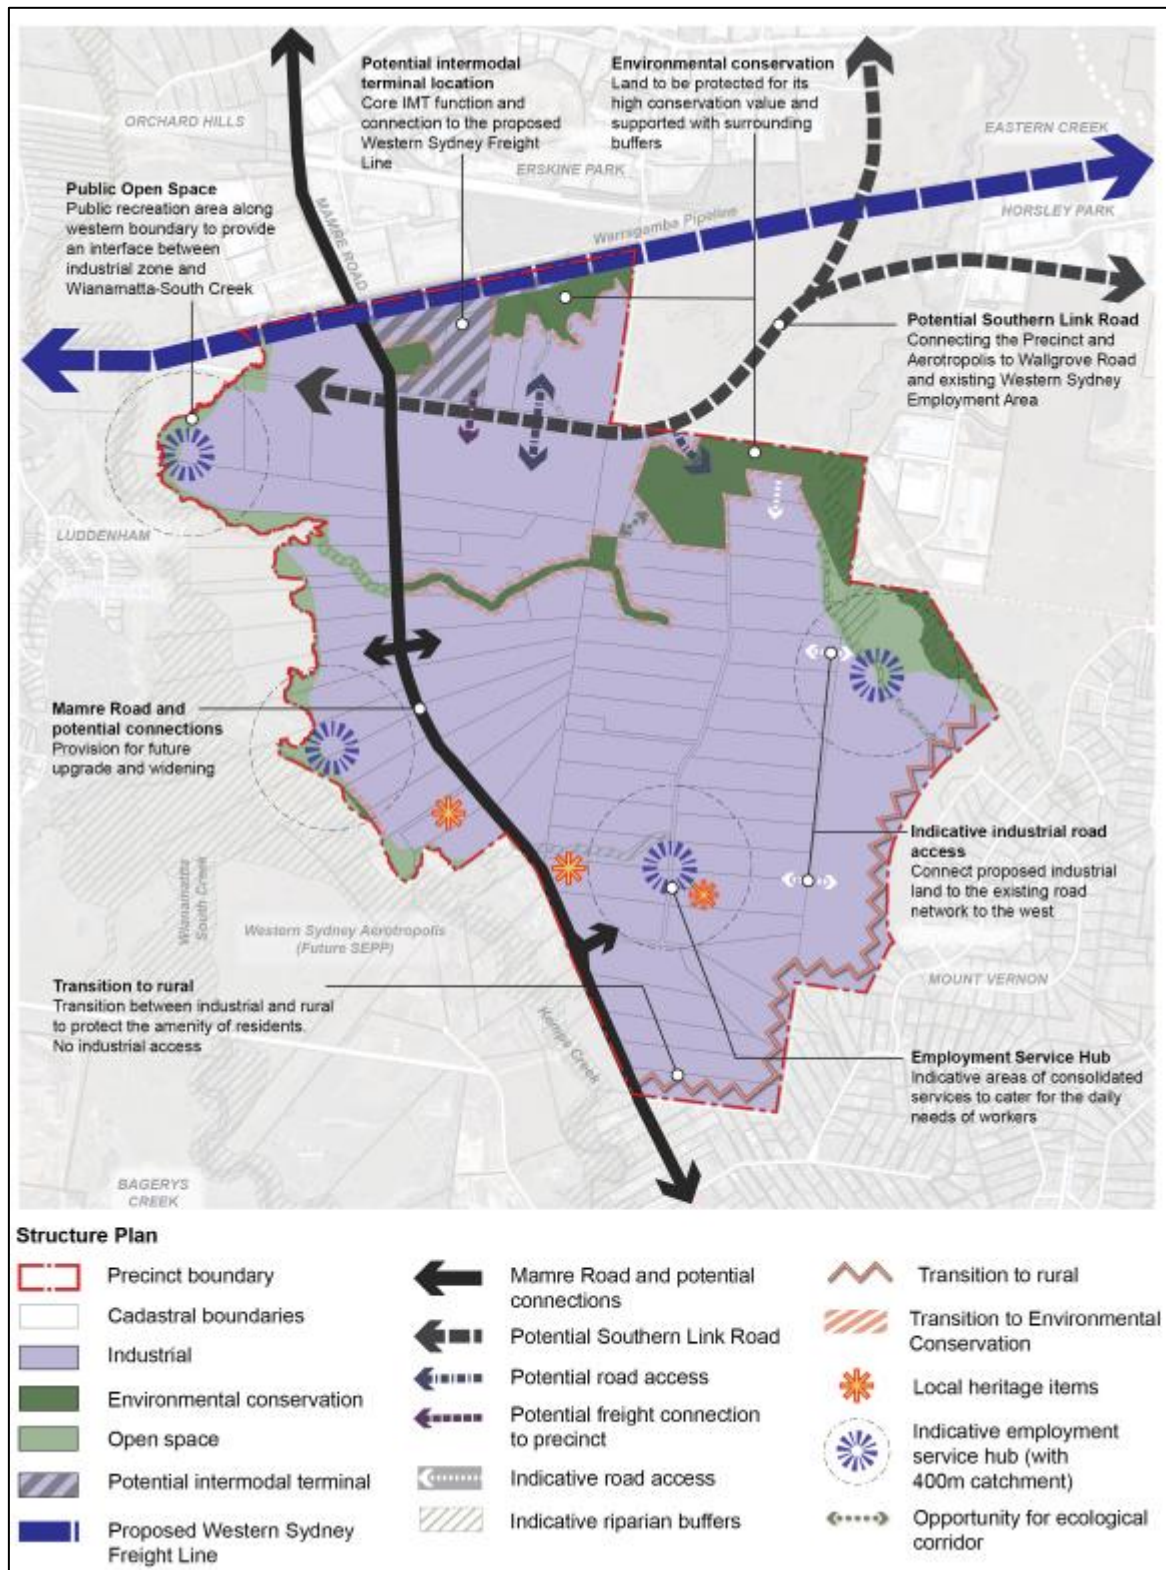 Potential intermodal
terminal location
Core IMT function and
connection to the proposed
Western Sydney Freight
Line
Environmental conservation
Land to be protected for its
high conservation value and
supported with surrounding
buffers
ORCHARD HILLS
EASTERN CREEK
ERSKINE PARK
Public Open Space
Public recreation area along
western boundary to provide
an interface between
industrial zone and
Wianamatta-South Creek
MAMRE ROAD
Warragamba Pipeline
HORSLEY PARK
Potential Southern Link Road
Connecting the Precinct and
Aerotropolis to Wallgrove Road
and existing Western Sydney
Employment Area
LUDDENHAM
Mamre Road and
potential connections
Provision for future
upgrade and widening
Indicative industrial road
access
Connect proposed industrial
land to the existing road
network to the west
Wianamatta
South Creek
Western Sydney Aerotropolis
(Future SEPP)
MOUNT VERNON
Transition to rural
Transition between industrial and rural
to protect the amenity of residents.
No industrial access
Kemps Creek
Employment Service Hub
Indicative areas of consolidated
services to cater for the daily
needs of workers
BAGERYS
CREEK
Structure Plan
Precinct boundary
Cadastral boundaries
Industrial
Environmental conservation
Open space
Potential intermodal terminal
Proposed Western Sydney
Freight Line
Mamre Road and potential
connections
Potential Southern Link Road
Potential road access
Potential freight connection
to precinct
Indicative road access
Indicative riparian buffers
Transition to rural
Transition to Environmental
Conservation
Local heritage items
Indicative employment
service hub (with
400m catchment)
Opportunity for ecological
corridor